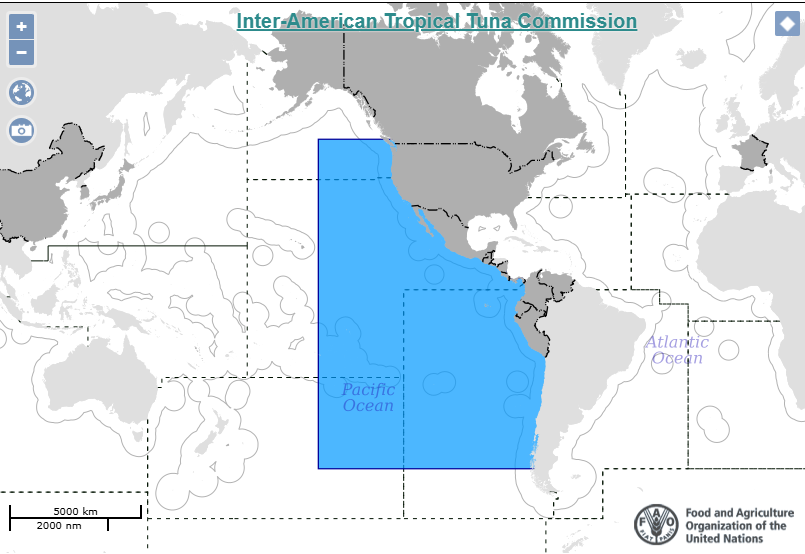 Inter-American Tropical Tuna Commission
+
−
Atlantic
Ocean
Pacific
Ocean
5000 km
2000 nm
F A O
FIAT PANIS
Food and Agriculture
Organization of the
United Nations